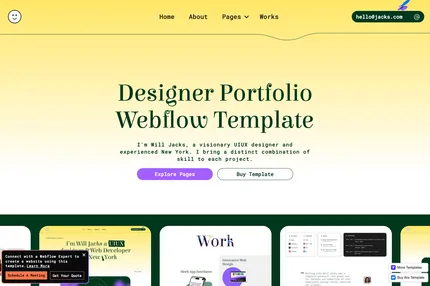 Home About Pages Works
hello@jacks.com
Designer Portfolio
Webflow Template
I'm Will Jacks, a visionary UIUX designer and
experienced New York. I bring a distinct combination of
skill to each project.
Explore Pages
Buy Template
I'm Will Jacks a UIUX
Web Developer
New York
Work
Connect with a Webflow Expert to
create a website using this
template.Learn More
Schedule A Meeting
Get Your Quote
More Templates
Buy this Template